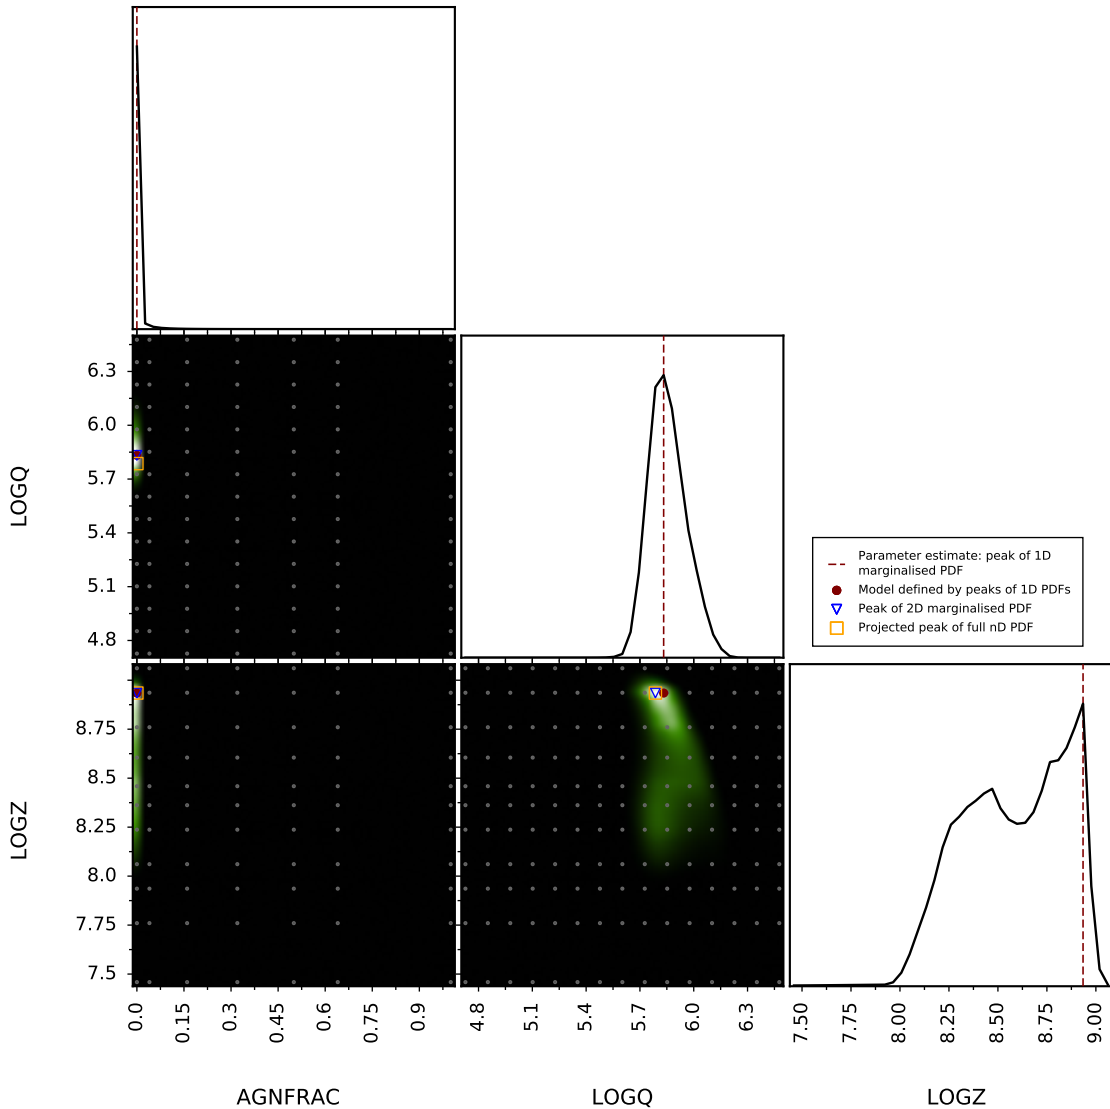 6.3
6.0
5.7
5.4
5.1
4.8
LOGQ
Parameter estimate: peak of 1D
marginalised PDF
Model defined by peaks of 1D PDFs
Peak of 2D marginalised PDF
Projected peak of full nD PDF
8.75
8.5
8.25
8.0
7.75
7.5
LOGZ
0.0 0.15 0.3 0.45 0.6 0.75 0.9
4.8 5.1 5.4 5.7 6.0 6.3
7.50 7.75 8.00 8.25 8.50 8.75 9.00
AGNFRAC LOGQ LOGZ